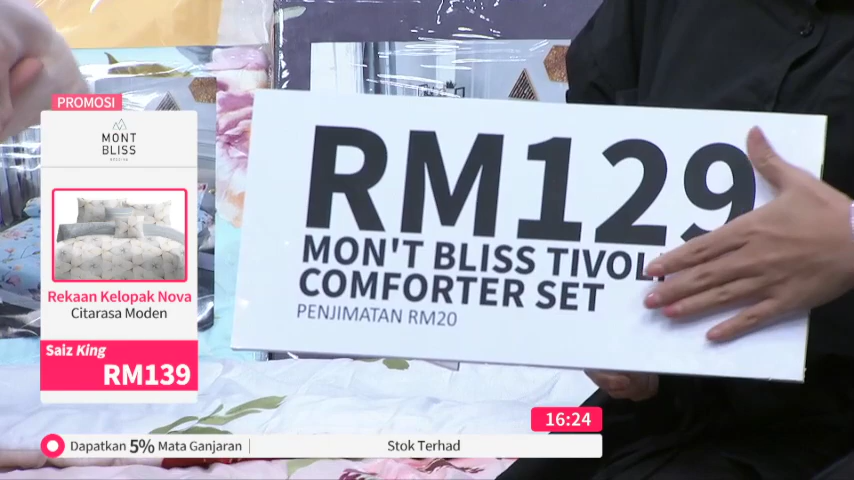 PROMOSI
MONT
BLISS
Rekaan Kelopak Nova
Citarasa Moden
Saiz King
RM139
RM129
MON'T BLISS TIVOLI
COMFORTER SET
PENJIMATAN RM20
16:24
Dapatkan 5% Mata Ganjaran
Stok Terhad